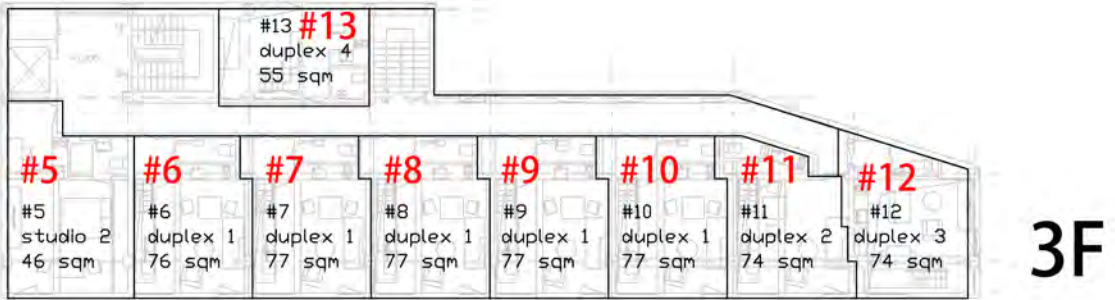 #13 #13
duplex 4
55 sqm
#5 #6 #7 #8 #9 #10 #11 #12
#5
studio 2
46 sqm
#6
duplex 1
76 sqm
#7
duplex 1
77 sqm
#8
duplex 1
77 sqm
#9
duplex 1
77 sqm
#10
duplex 1
77 sqm
#11
duplex 2
74 sqm
#12
duplex 3
74 sqm
3F